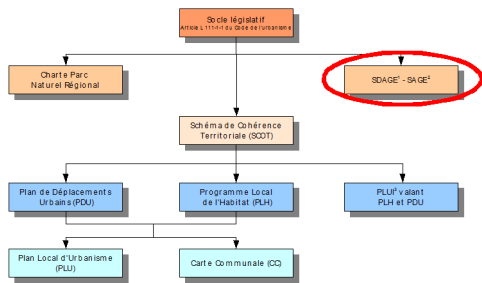 Socle législatif
Article L 111-1-1 du Code de l'urbanisme
Charte Parc
Naturel Régional
SDAGE¹ - SAGE²
Schéma de Cohérence
Territoriale (SCOT)
Plan de Déplacements
Urbains (PDU)
Programme Local
de l'Habitat (PLH)
PLUI³ valant
PLH et PDU
Plan Local d'Urbanisme
(PLU)
Carte Communale (CC)